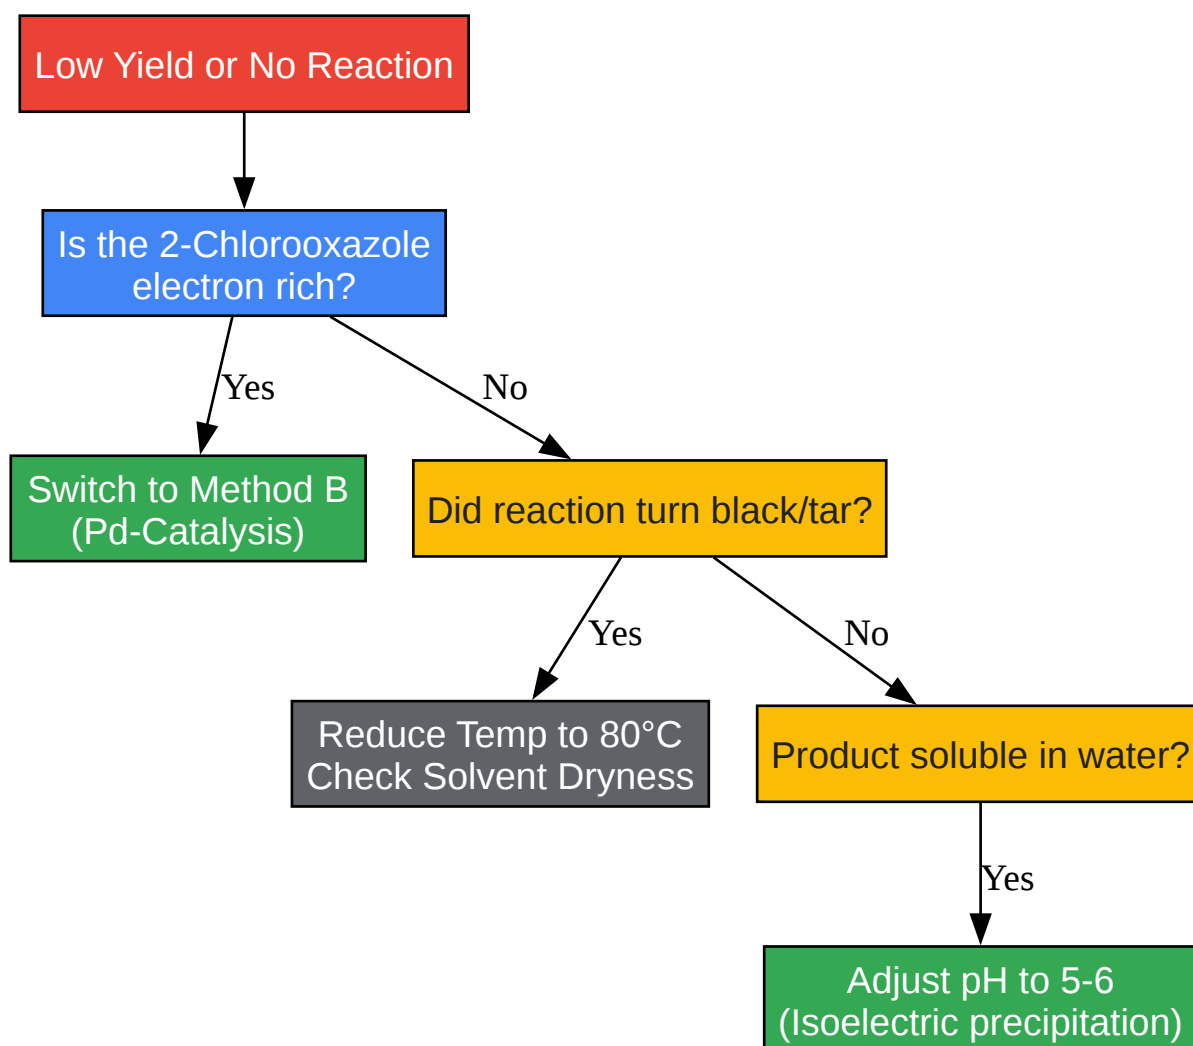 Low Yield or No Reaction
Is the 2-Chlorooxazole
electron rich?
Yes
No
Switch to Method B
(Pd-Catalysis)
Did reaction turn black/tar?
Yes
No
Reduce Temp to 80°C
Check Solvent Dryness
Product soluble in water?
Yes
Adjust pH to 5-6
(Isoelectric precipitation)